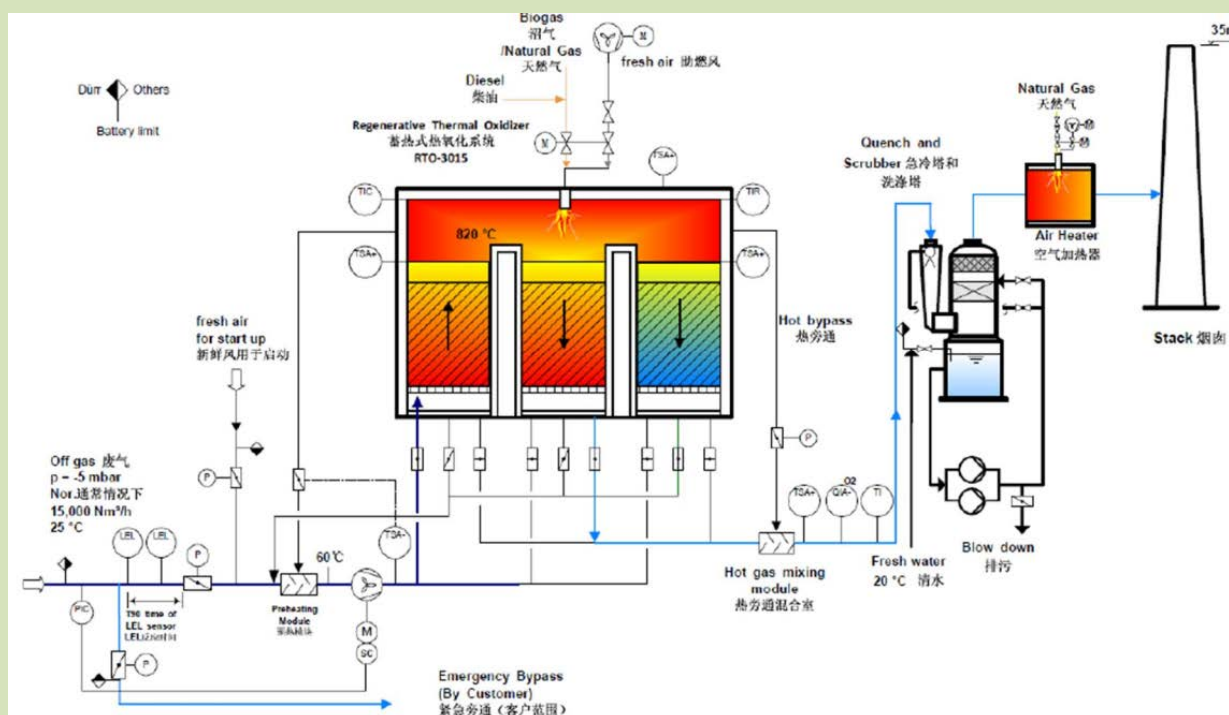 Biogas
沼气
/Natural Gas
天然气
M
fresh air 助燃风
35
Dürr
Others
Battery limit
Diesel
柴油
Regenerative Thermal Oxidizer
蓄热式热氧化系统
RTO-3015
M
TSA+
TIC
TIR
820 °C
TSA+
TSA+
Natural Gas
天然气
Quench and
Scrubber 急冷塔和
洗涤塔
Air Heater
空气加热器
Stack 烟囱
fresh air
for start up
新鲜风用于启动
Hot bypass
热旁通
P
P
Off gas 废气
p = -5 mbar
Nor.通常情况下
15,000 Nm³/h
25 °C
LEL
LEL
P
60℃
TSA-
TSA+
O2
QIA-
TI
Fresh water
20 °C 清水
Blow down
排污
Hot gas mixing
module
热旁通混合室
Preheating
Module
预热模块
PIC
T90 time of
LEL sensor
M
SC
P
Emergency Bypass
(By Customer)
紧急旁通（客户范围）